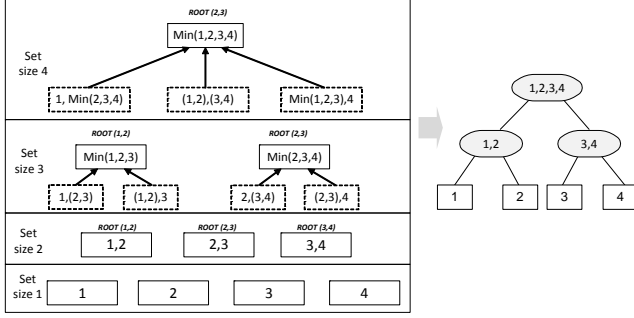 ROOT (2,3)
Min(1,2,3,4)
Set
size 4
1, Min(2,3,4)
(1,2),(3,4)
Min(1,2,3),4
ROOT (1,2)
ROOT (2,3)
Set
size 3
Min(1,2,3)
Min(2,3,4)
1,(2,3)
(1,2),3
2,(3,4)
(2,3),4
ROOT (1,2)
ROOT (2,3)
ROOT (3,4)
Set
size 2
1,2
2,3
3,4
Set
size 1
1
2
3
4
1,2,3,4
1,2
3,4
1
2
3
4